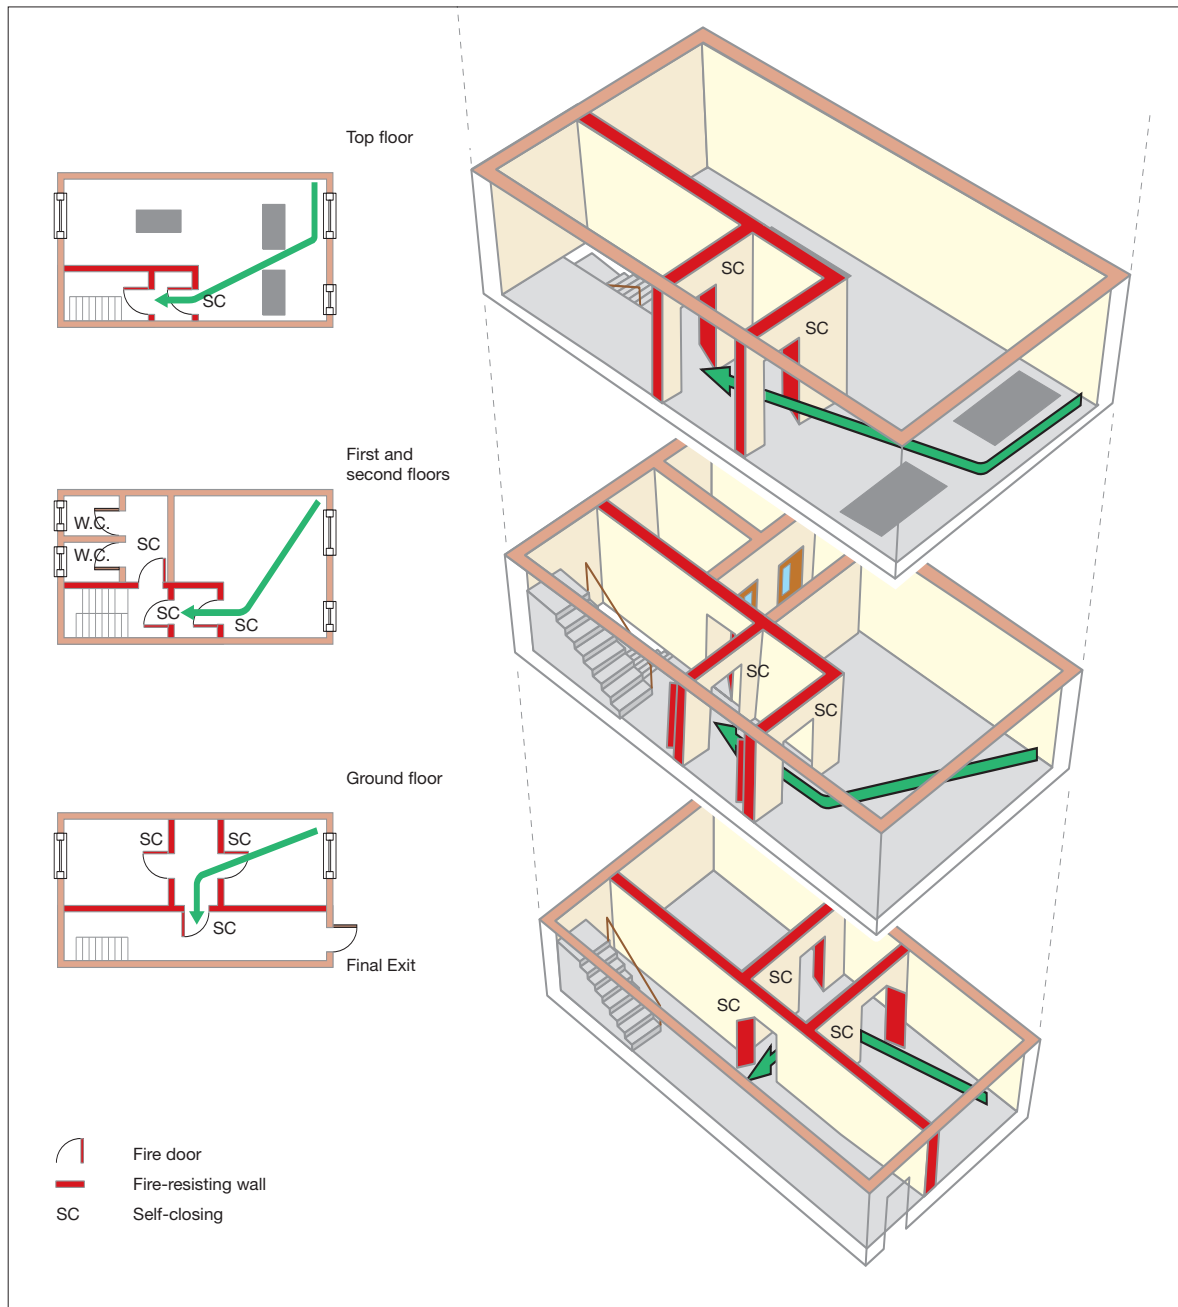 Top floor
SC
First and
second floors
W.C.
W.C.
SC
SC
SC
Ground floor
SC
SC
SC
Final Exit
Fire door
Fire-resisting wall
SC
Self-closing
SC
SC
SC
SC
SC
SC
SC